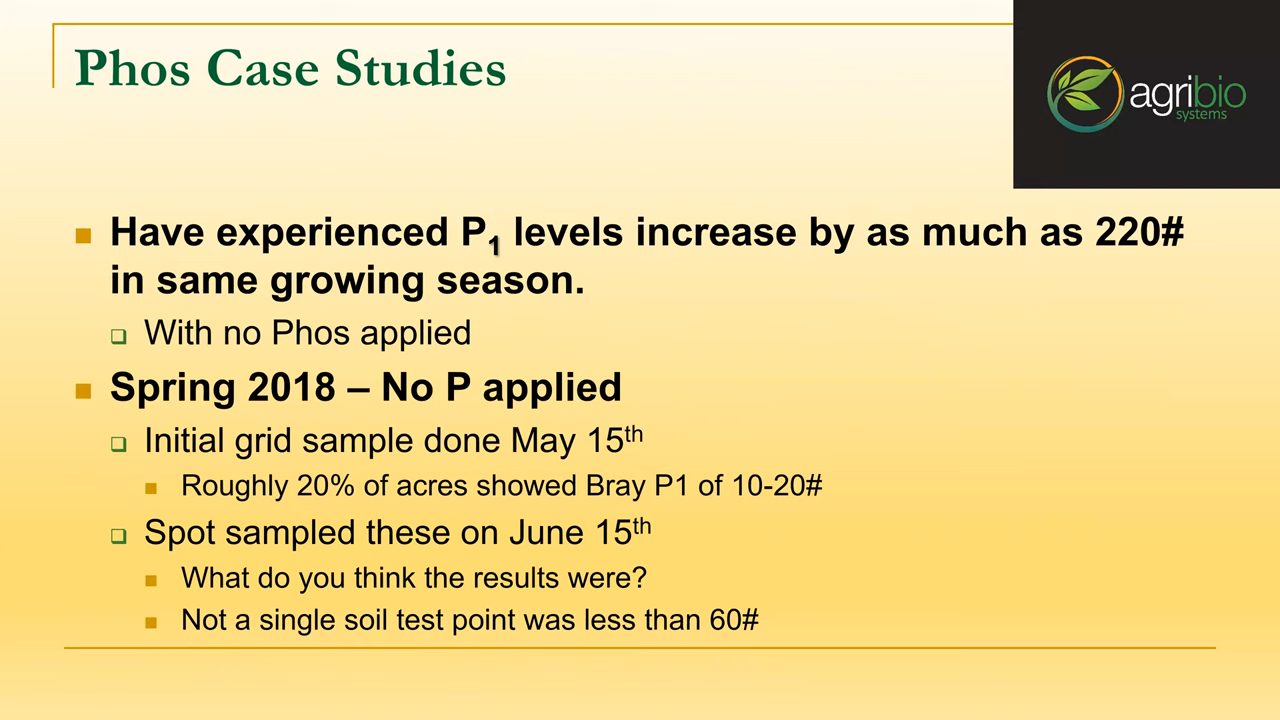 Phos Case Studies
agribio
systems
Have experienced P₁ levels increase by as much as 220#
in same growing season.
With no Phos applied
Spring 2018 – No P applied
Initial grid sample done May 15th
Roughly 20% of acres showed Bray P1 of 10-20#
Spot sampled these on June 15th
What do you think the results were?
Not a single soil test point was less than 60#